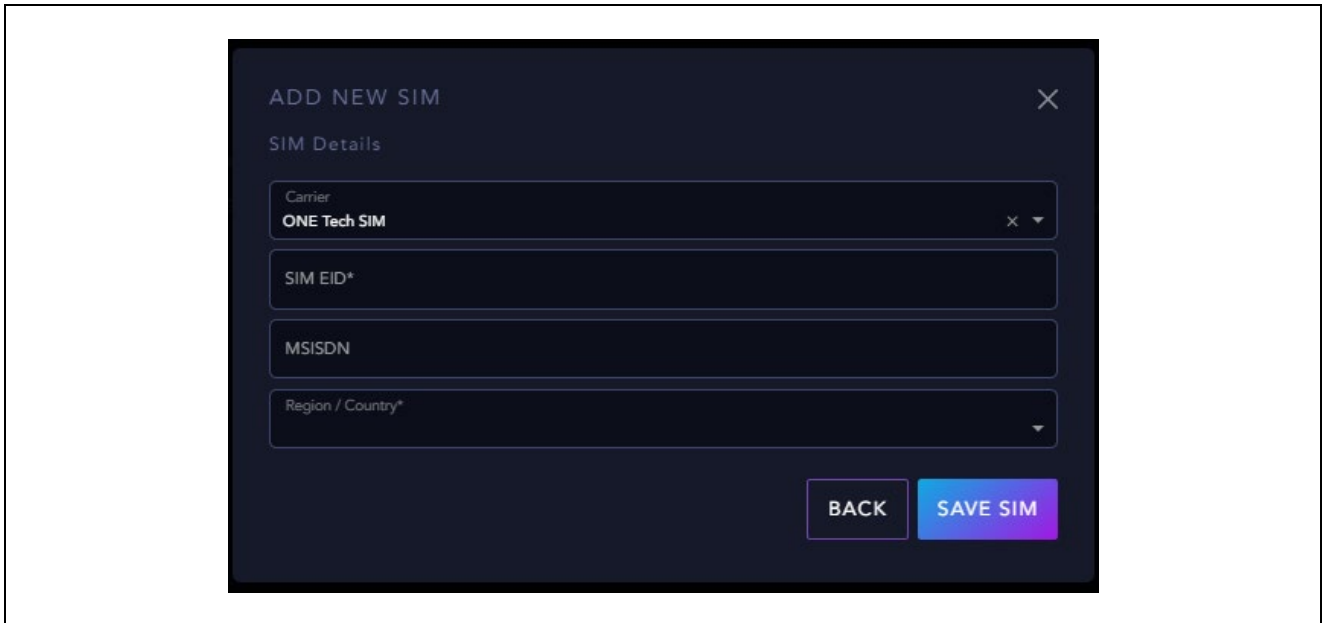 ADD NEW SIM
SIM Details
Carrier
ONE Tech SIM
SIM EID*
MSISDN
Region / Country*
BACK SAVE SIM